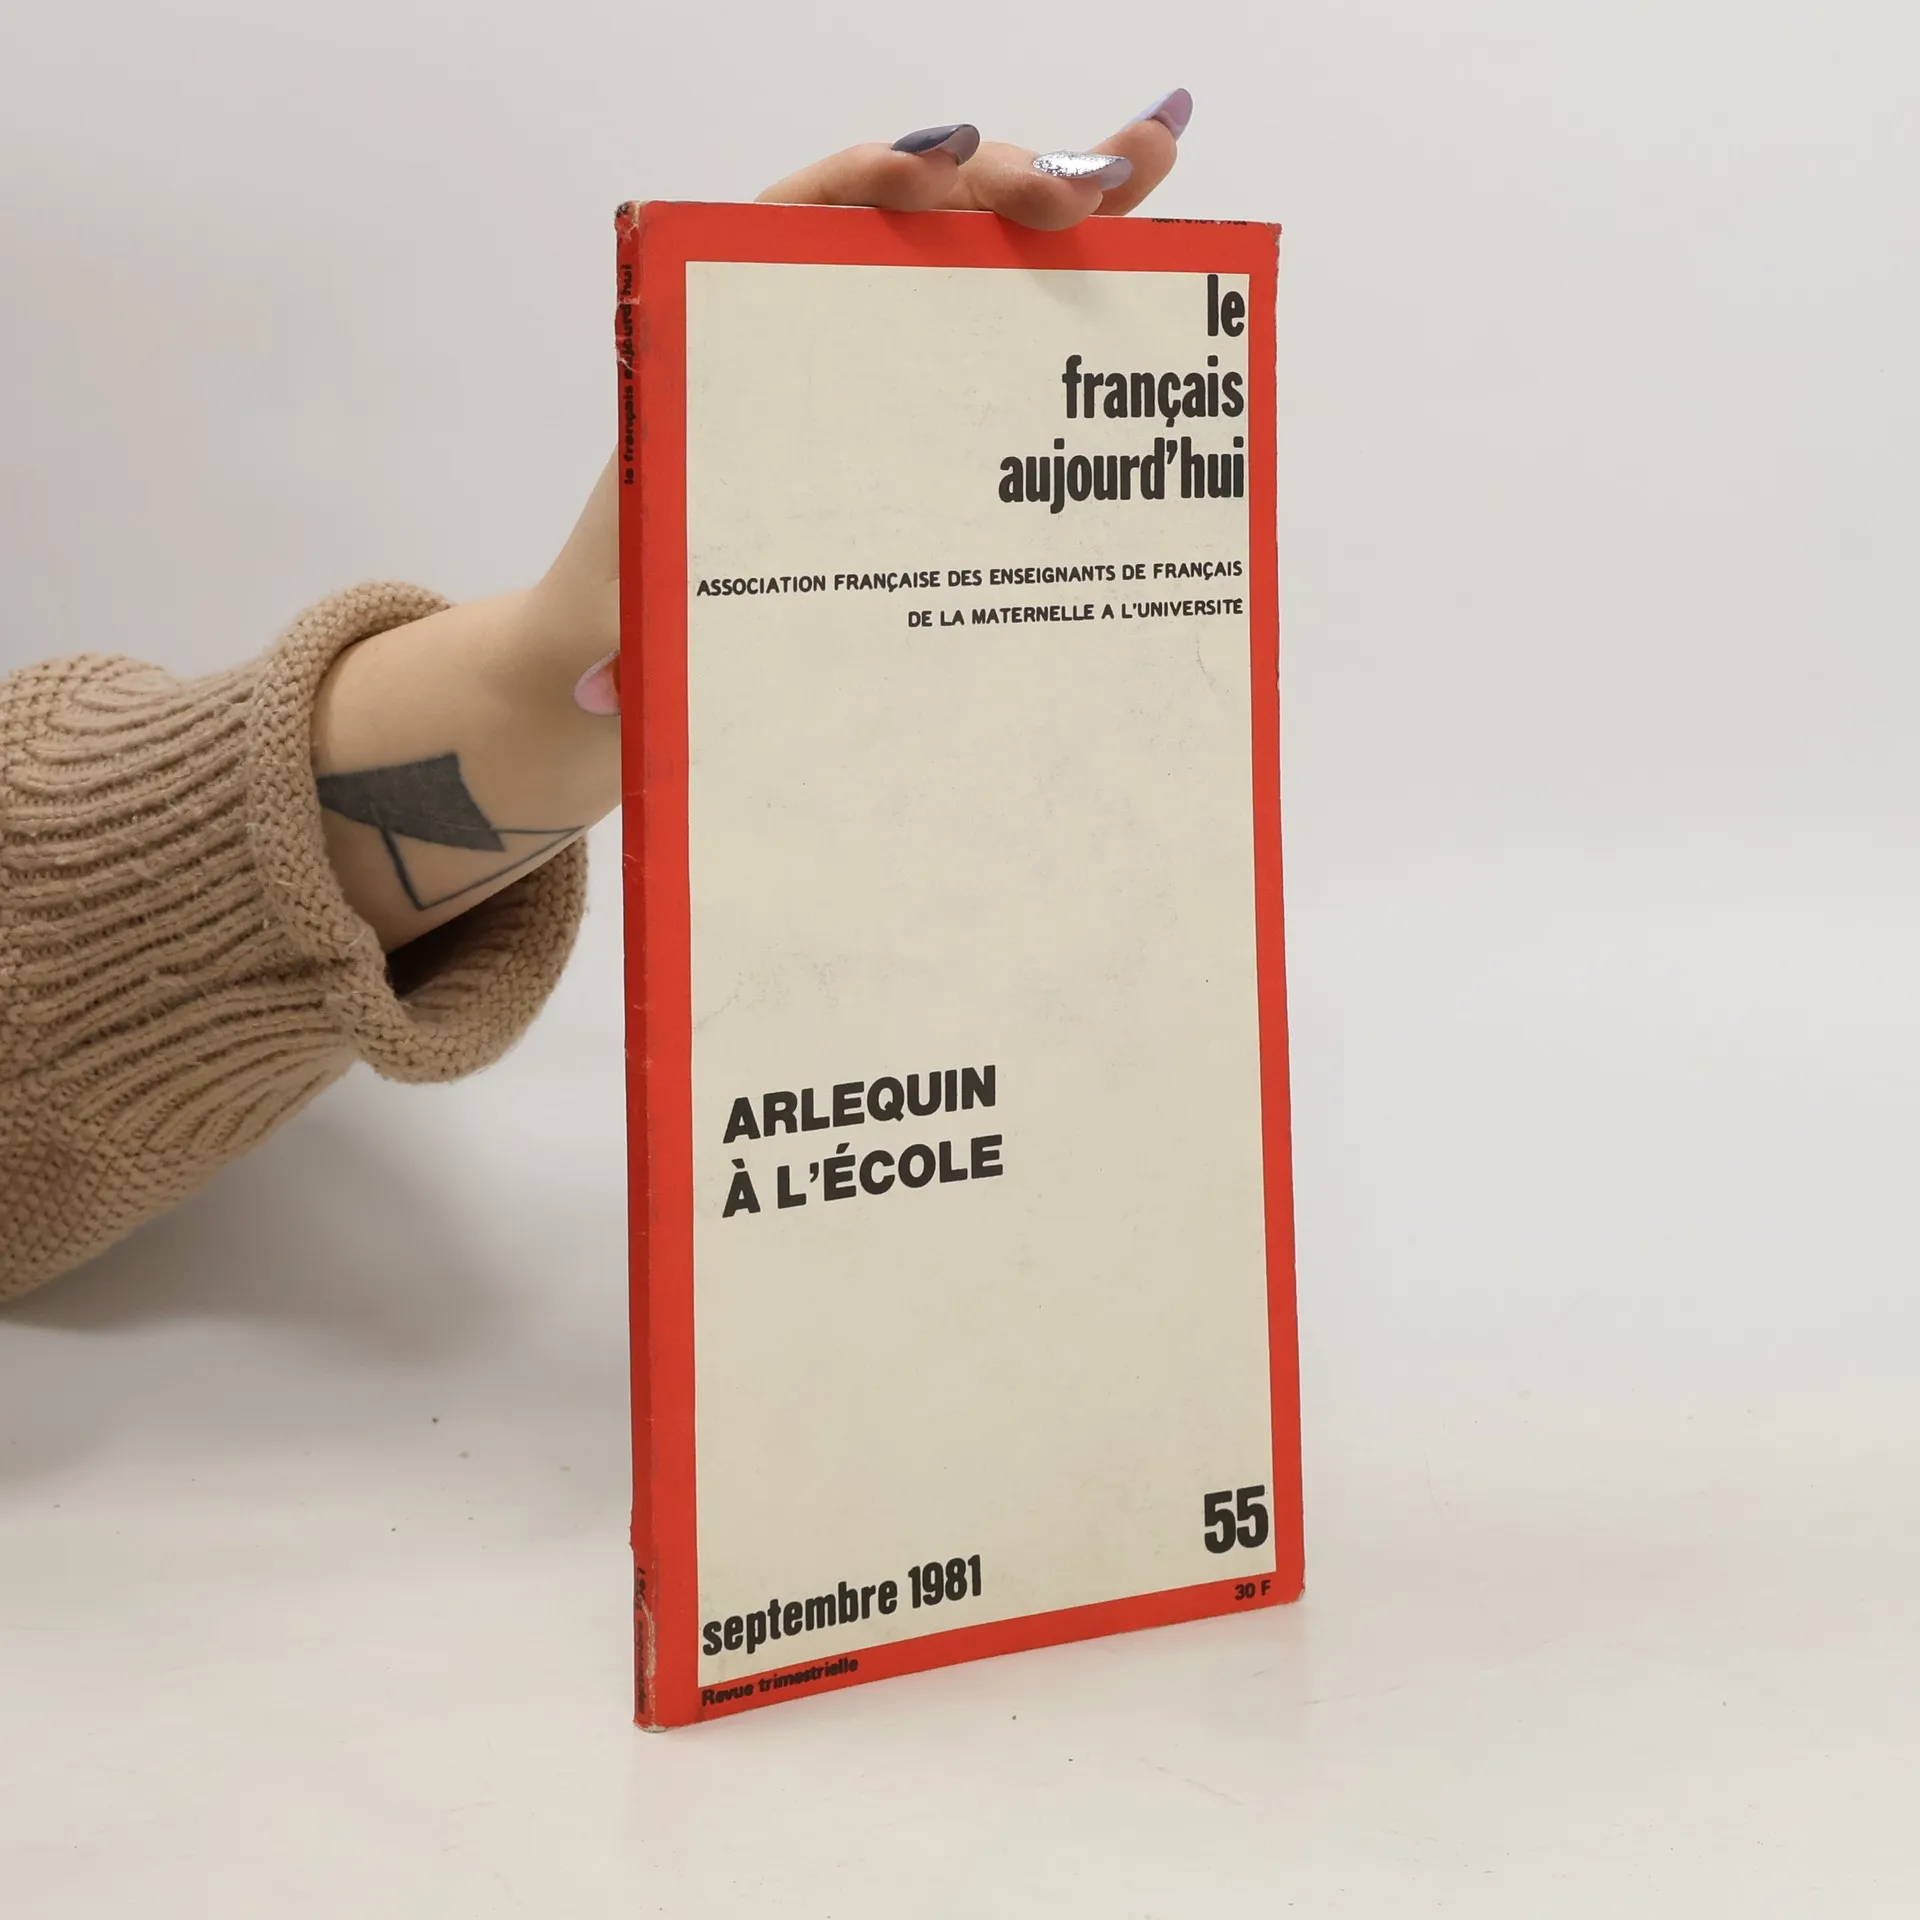 le
français
aujourd'hui
ASSOCIATION FRANÇAISE DES ENSEIGNANTS DE FRANÇAIS
DE LA MATERNELLE A L'UNIVERSITÉ
ARLEQUIN
À L'ÉCOLE
55
septembre 1981
30 F
Revue trimestrielle
le français aujourd'hui